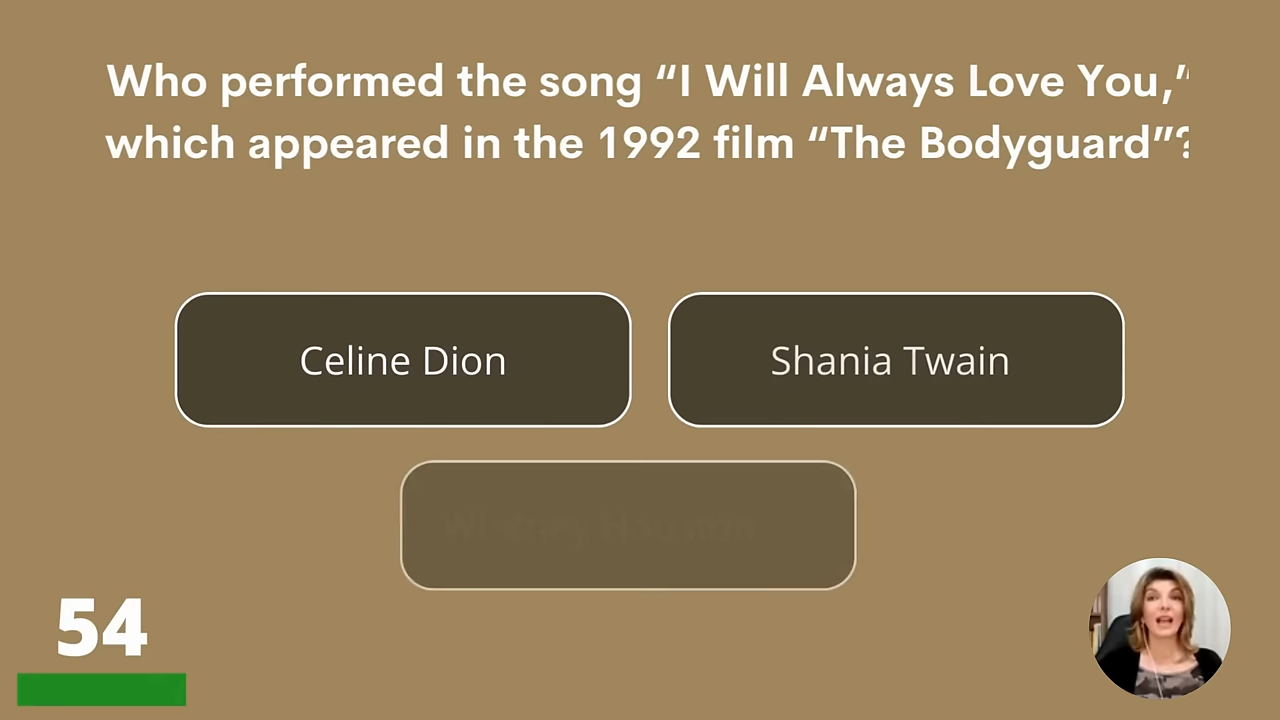 Who performed the song “I Will Always Love You,”
which appeared in the 1992 film “The Bodyguard”?
Celine Dion
Shania Twain
Whitney Houston
54